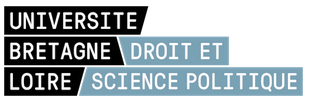 UNIVERSITE
BRETAGNE DROIT ET
LOIRE SCIENCE POLITIQUE